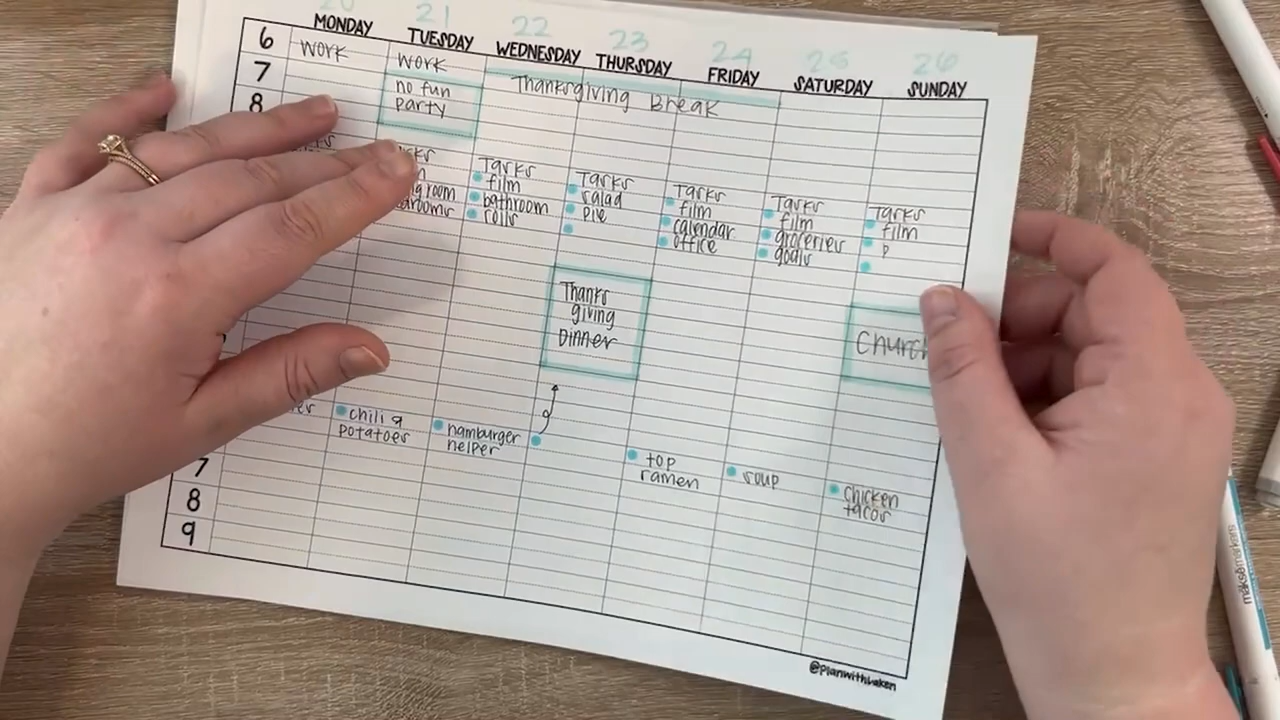 20 21 22 23 24 25 26
MONDAY TUESDAY WEDNESDAY THURSDAY FRIDAY SATURDAY SUNDAY
6
7
8
work
work
no fun
party
Thanksgiving Break
room
Tasks
film
bathroom
rolls
Tasks
salad
pie
Tasks
film
calendar
office
Tasks
film
groceries
goals
Tasks
film
p
Thanks
giving
Dinner
Church
chili &
potatoes
hamburger
helper
top
ramen
soup
chicken
tacos
7
8
9
@planwithlaken
makermarkers